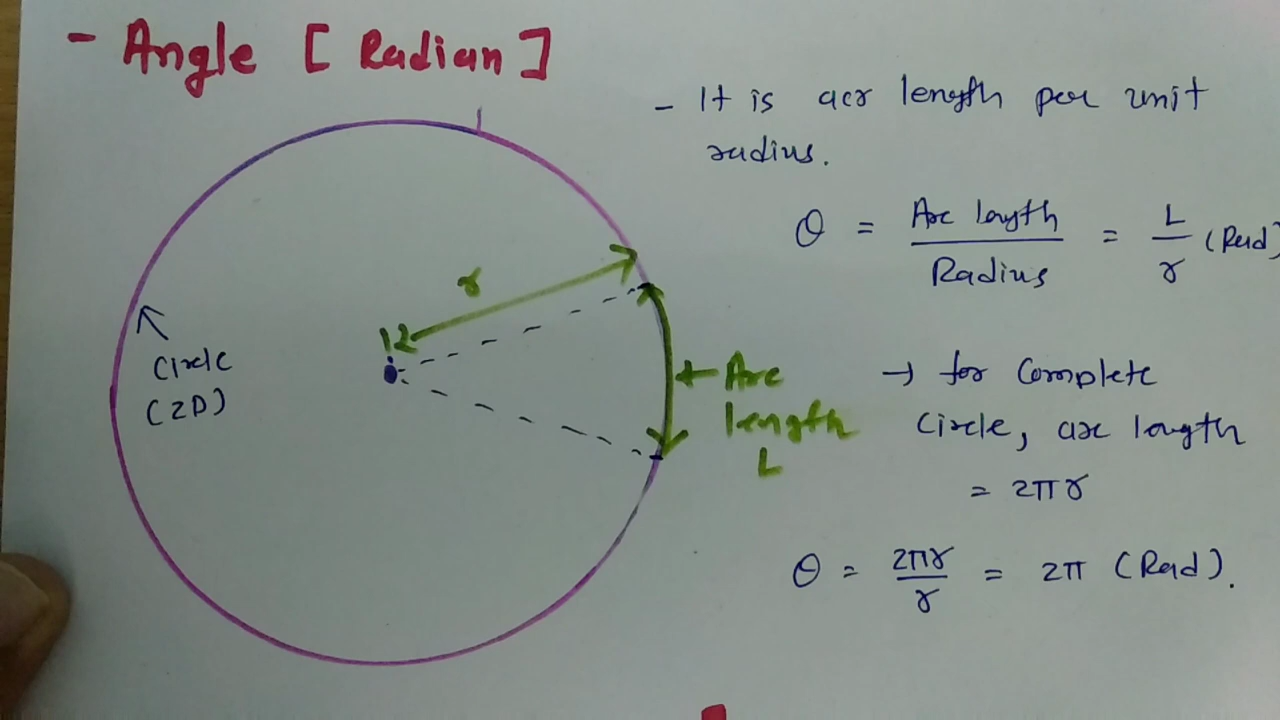 - Angle [ Radian ]
- It is acr length per unit
radius.
θ = Arc length / Radius = L / r (Rad)
r
Circle
(2D)
Arc
length
L
→ for Complete
Circle, arc length
= 2πr
θ = 2πr / r = 2π (Rad).